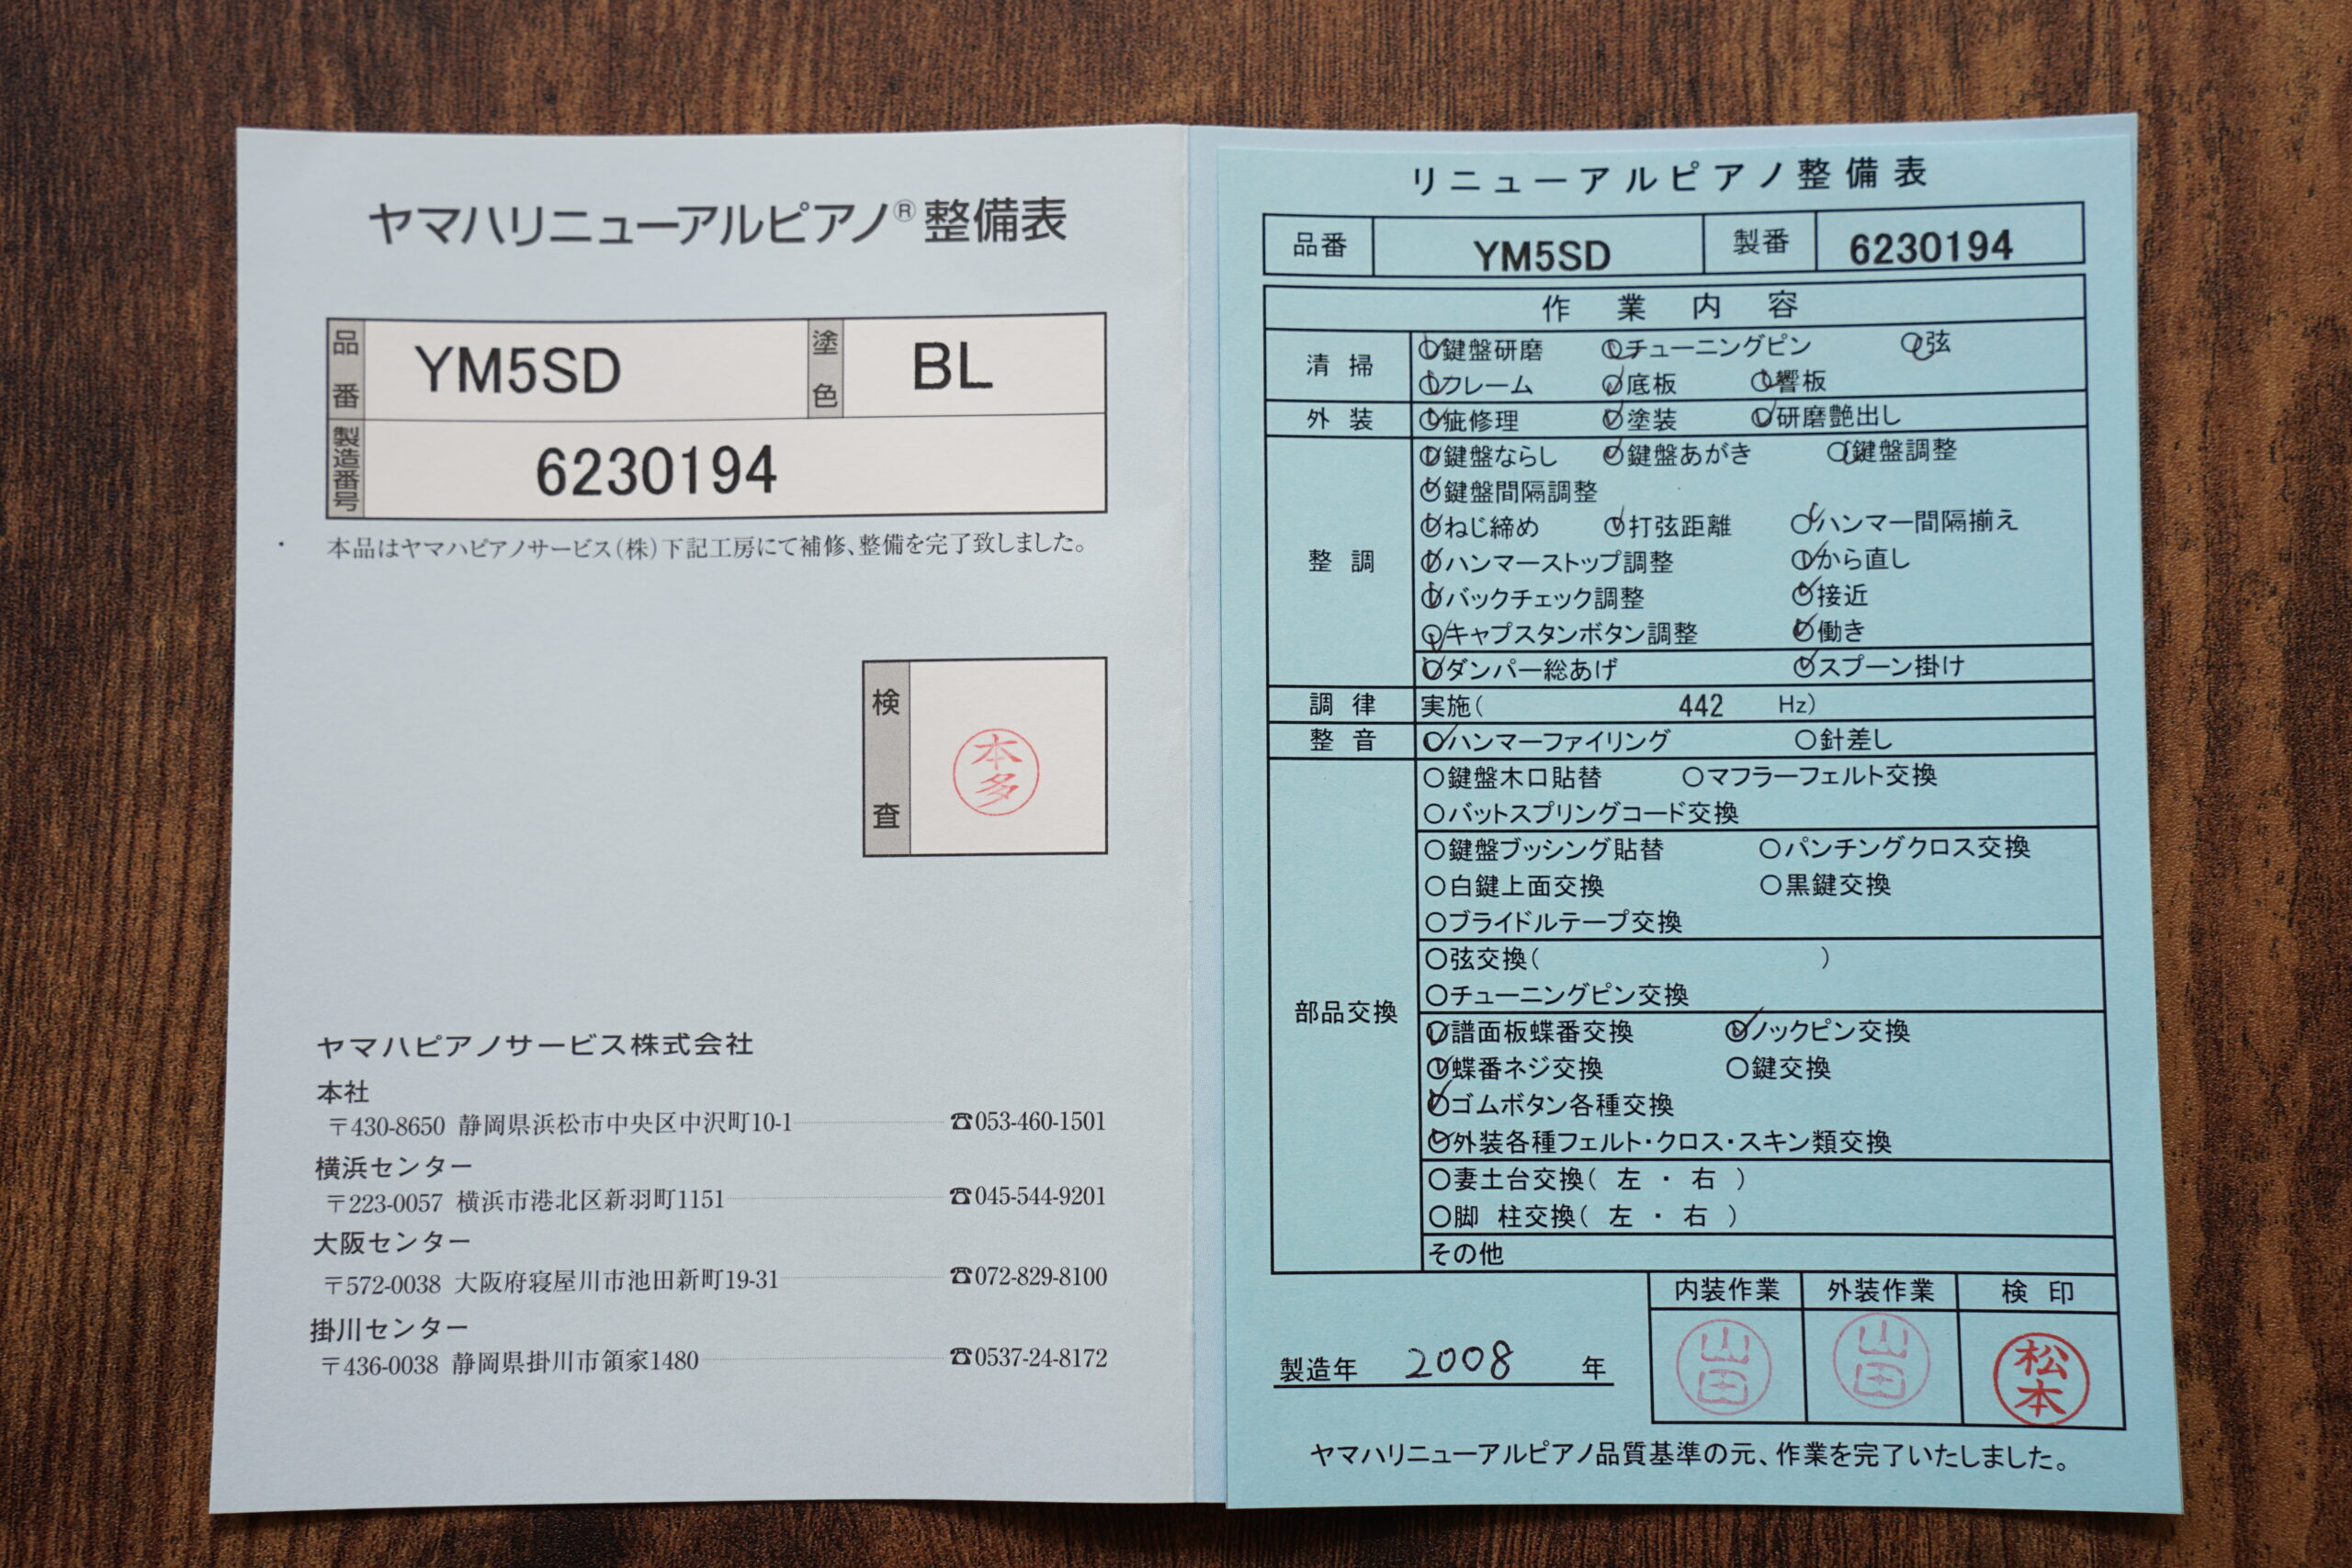 ヤマハリニューアルピアノ®整備表
品番 YM5SD 塗色 BL
製造番号 6230194
本品はヤマハピアノサービス(株)下記工房にて補修、整備を完了致しました。
検査 本多
ヤマハピアノサービス株式会社
本社
〒430-8650 静岡県浜松市中央区中沢町10-1 ☎053-460-1501
横浜センター
〒223-0057 横浜市港北区新羽町1151 ☎045-544-9201
大阪センター
〒572-0038 大阪府寝屋川市池田新町19-31 ☎072-829-8100
掛川センター
〒436-0038 静岡県掛川市領家1480 ☎0537-24-8172
リニューアルピアノ整備表
品番 YM5SD 製番 6230194
作業内容
清掃 ○鍵盤研磨 ○チューニングピン ○弦
○フレーム ○底板 ○響板
外装 ○疵修理 ○塗装 ○研磨艶出し
整調 ○鍵盤ならし ○鍵盤あがき ○鍵盤調整
○鍵盤間隔調整
○ねじ締め ○打弦距離 ○ハンマー間隔揃え
○ハンマーストップ調整 ○から直し
○バックチェック調整 ○接近
○キャプスタンボタン調整 ○働き
○ダンパー総あげ ○スプーン掛け
調律 実施( 442 Hz)
整音 ○ハンマーファイリング ○針差し
部品交換 ○鍵盤木口貼替 ○マフラーフェルト交換
○バットスプリングコード交換
○鍵盤ブッシング貼替 ○パンチングクロス交換
○白鍵上面交換 ○黒鍵交換
○ブライドルテープ交換
○弦交換( )
○チューニングピン交換
○譜面板蝶番交換 ○ノックピン交換
○蝶番ネジ交換 ○鍵交換
○ゴムボタン各種交換
○外装各種フェルト・クロス・スキン類交換
○妻土台交換( 左 ・ 右 )
○脚 柱交換( 左 ・ 右 )
その他
内装作業 外装作業 検印
製造年 2008 年 山田 山田 松本
ヤマハリニューアルピアノ品質基準の元、作業を完了いたしました。